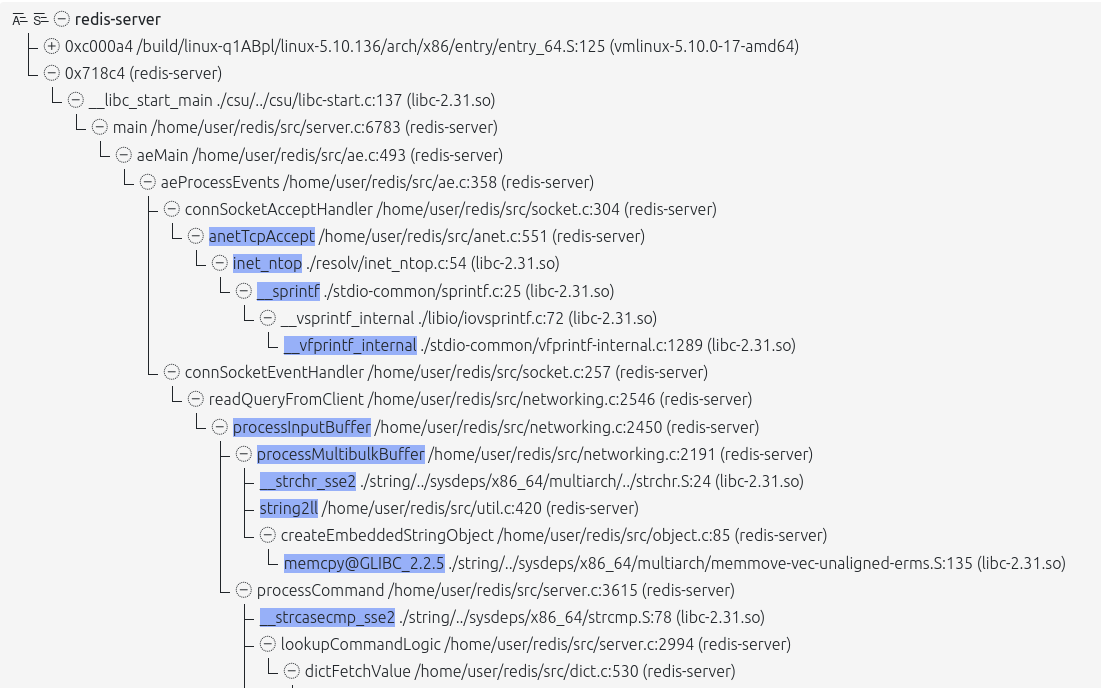 A S redis-server
0xc000a4 /build/linux-q1ABpl/linux-5.10.136/arch/x86/entry/entry_64.S:125 (vmlinux-5.10.0-17-amd64)
0x718c4 (redis-server)
__libc_start_main ./csu/../csu/libc-start.c:137 (libc-2.31.so)
main /home/user/redis/src/server.c:6783 (redis-server)
aeMain /home/user/redis/src/ae.c:493 (redis-server)
aeProcessEvents /home/user/redis/src/ae.c:358 (redis-server)
connSocketAcceptHandler /home/user/redis/src/socket.c:304 (redis-server)
anetTcpAccept /home/user/redis/src/anet.c:551 (redis-server)
inet_ntop ./resolv/inet_ntop.c:54 (libc-2.31.so)
__sprintf ./stdio-common/sprintf.c:25 (libc-2.31.so)
__vsprintf_internal ./libio/iovsprintf.c:72 (libc-2.31.so)
__vfprintf_internal ./stdio-common/vfprintf-internal.c:1289 (libc-2.31.so)
connSocketEventHandler /home/user/redis/src/socket.c:257 (redis-server)
readQueryFromClient /home/user/redis/src/networking.c:2546 (redis-server)
processInputBuffer /home/user/redis/src/networking.c:2450 (redis-server)
processMultibulkBuffer /home/user/redis/src/networking.c:2191 (redis-server)
__strchr_sse2 ./string/../sysdeps/x86_64/multiarch/../strchr.S:24 (libc-2.31.so)
string2ll /home/user/redis/src/util.c:420 (redis-server)
createEmbeddedStringObject /home/user/redis/src/object.c:85 (redis-server)
memcpy@GLIBC_2.2.5 ./string/../sysdeps/x86_64/multiarch/memmove-vec-unaligned-erms.S:135 (libc-2.31.so)
processCommand /home/user/redis/src/server.c:3615 (redis-server)
__strcasecmp_sse2 ./string/../sysdeps/x86_64/strcmp.S:78 (libc-2.31.so)
lookupCommandLogic /home/user/redis/src/server.c:2994 (redis-server)
dictFetchValue /home/user/redis/src/dict.c:530 (redis-server)